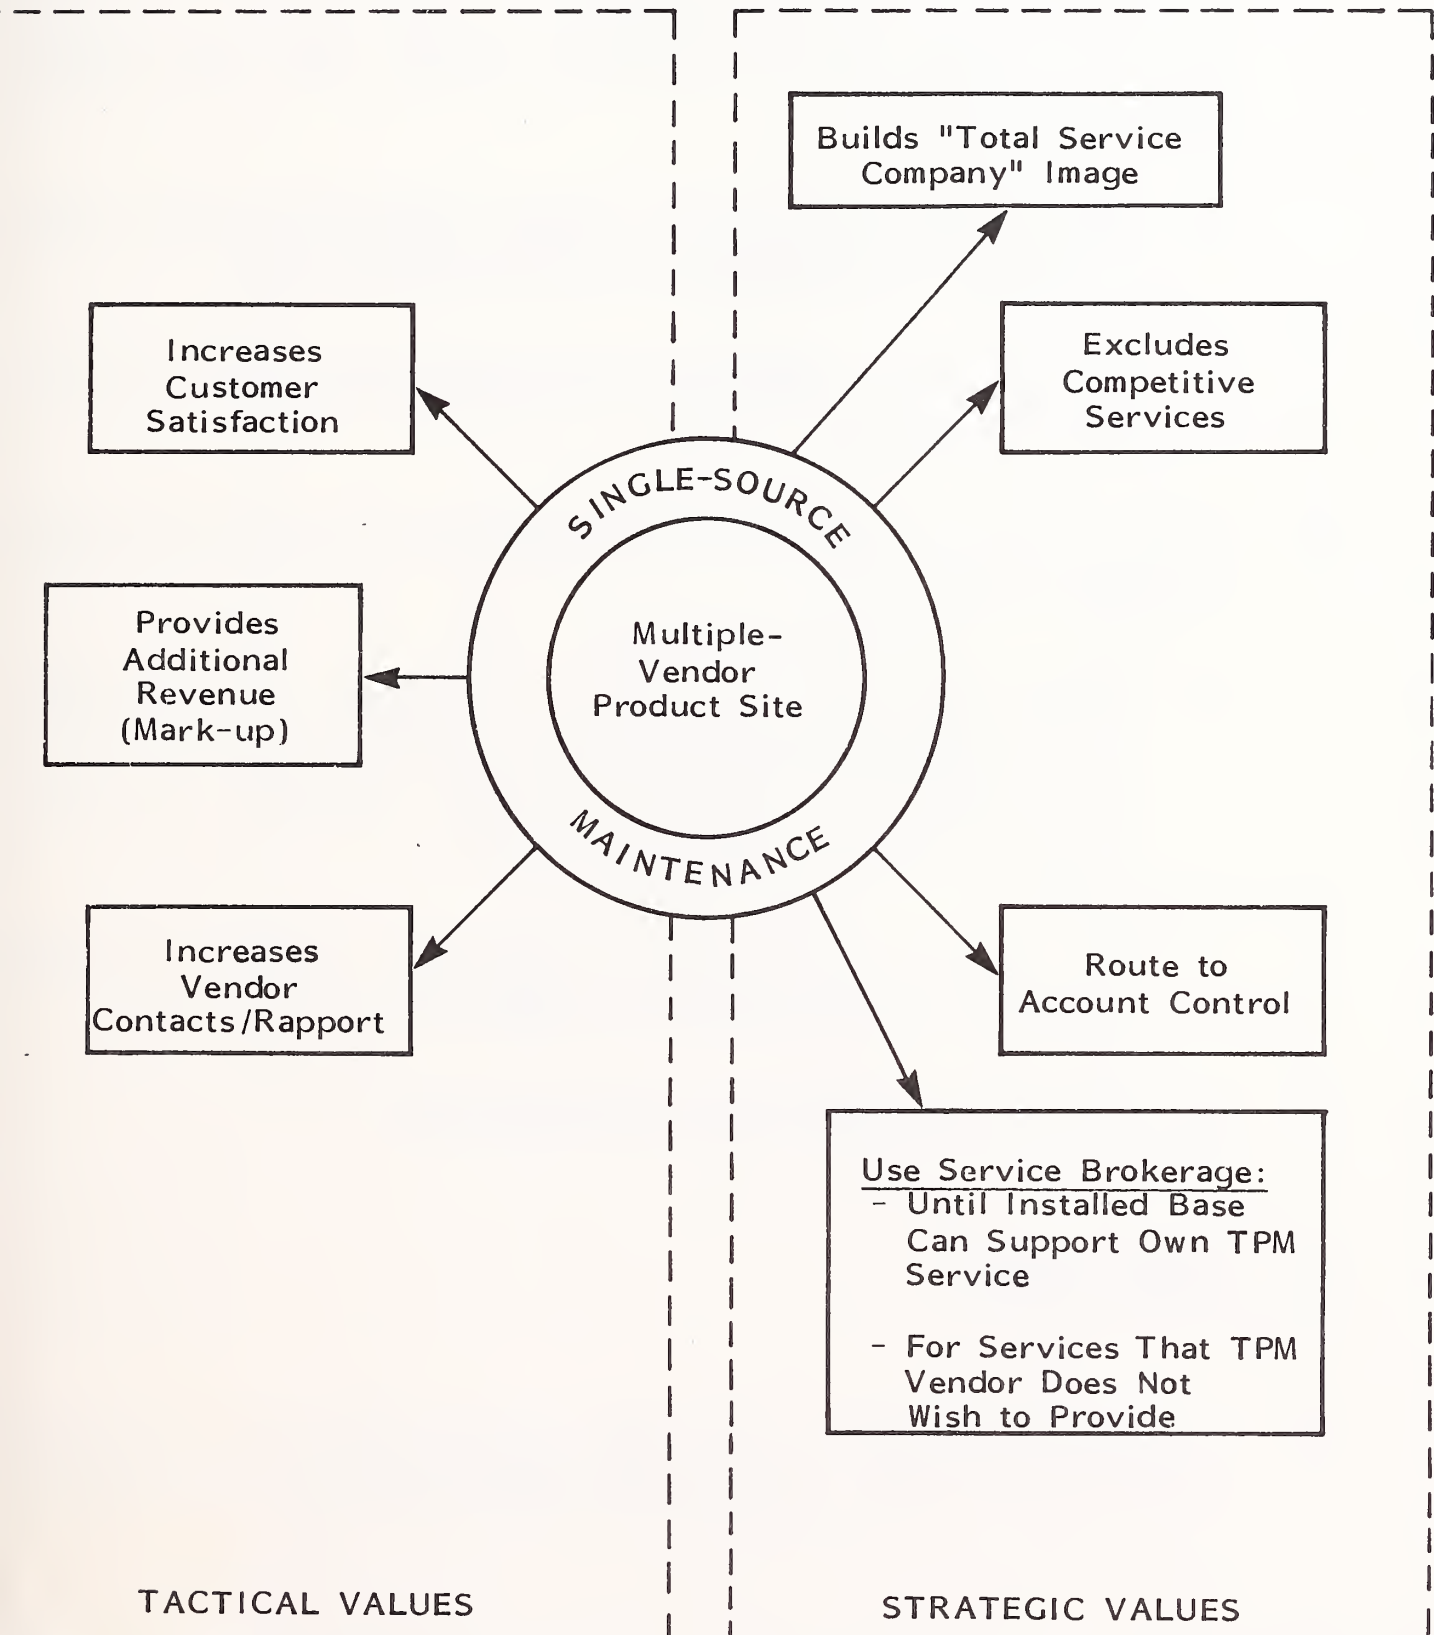 Builds "Total Service
Company" Image
Increases
Customer
Satisfaction
Excludes
Competitive
Services
SINGLE-SOURCE
Provides
Additional
Revenue
(Mark-up)
Multiple-
Vendor
Product Site
MAINTENANCE
Increases
Vendor
Contacts/Rapport
Route to
Account Control
Use Service Brokerage:
- Until Installed Base
Can Support Own TPM
Service
- For Services That TPM
Vendor Does Not
Wish to Provide
TACTICAL VALUES
STRATEGIC VALUES